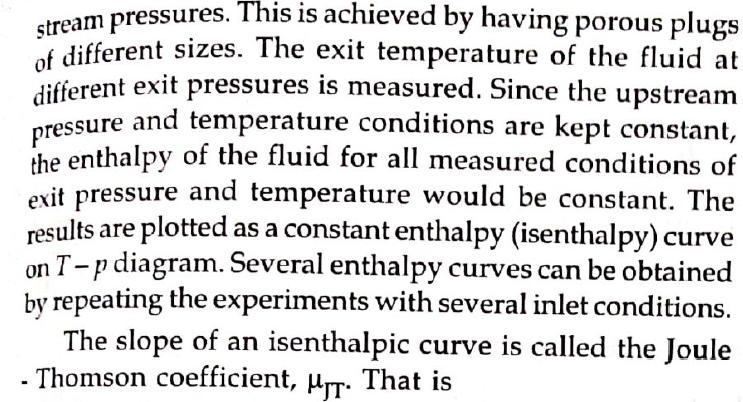 stream pressures. This is achieved by having porous plugs
of different sizes. The exit temperature of the fluid at
different exit pressures is measured. Since the upstream
pressure and temperature conditions are kept constant,
the enthalpy of the fluid for all measured conditions of
exit pressure and temperature would be constant. The
results are plotted as a constant enthalpy (isenthalpy) curve
on T – p diagram. Several enthalpy curves can be obtained
by repeating the experiments with several inlet conditions.
The slope of an isenthalpic curve is called the Joule
- Thomson coefficient, μJT. That is